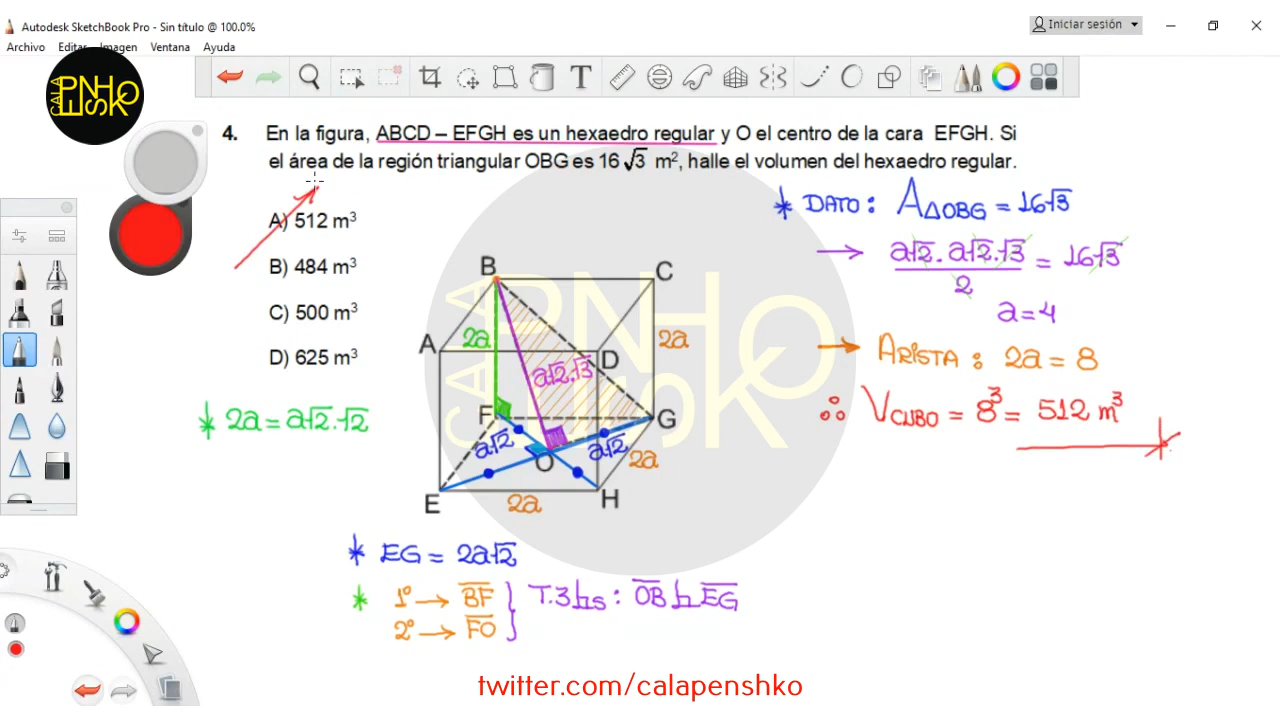 Autodesk SketchBook Pro - Sin título @ 100.0%
Iniciar sesión
Archivo Editar Imagen Ventana Ayuda
CALA PENSHKO
T
4. En la figura, ABCD – EFGH es un hexaedro regular y O el centro de la cara EFGH. Si
el área de la región triangular OBG es 16√3 m², halle el volumen del hexaedro regular.
A) 512 m³
B) 484 m³
C) 500 m³
D) 625 m³
* DATO: A△OBG = 16√3
→ a√2 . a√2.√3 / 2 = 16√3
a = 4
→ ARISTA: 2a = 8
∴ VCUBO = 8³ = 512 m³
* 2a = a√2.√2
B C
A 2a D 2a
a√2.√3
F G
a√2 O a√2 2a
E 2a H
CALA PENSHKO
* EG = 2a√2
* 1° → BF } T.3⊥s: OB ⊥ EG
2° → FO
twitter.com/calapenshko